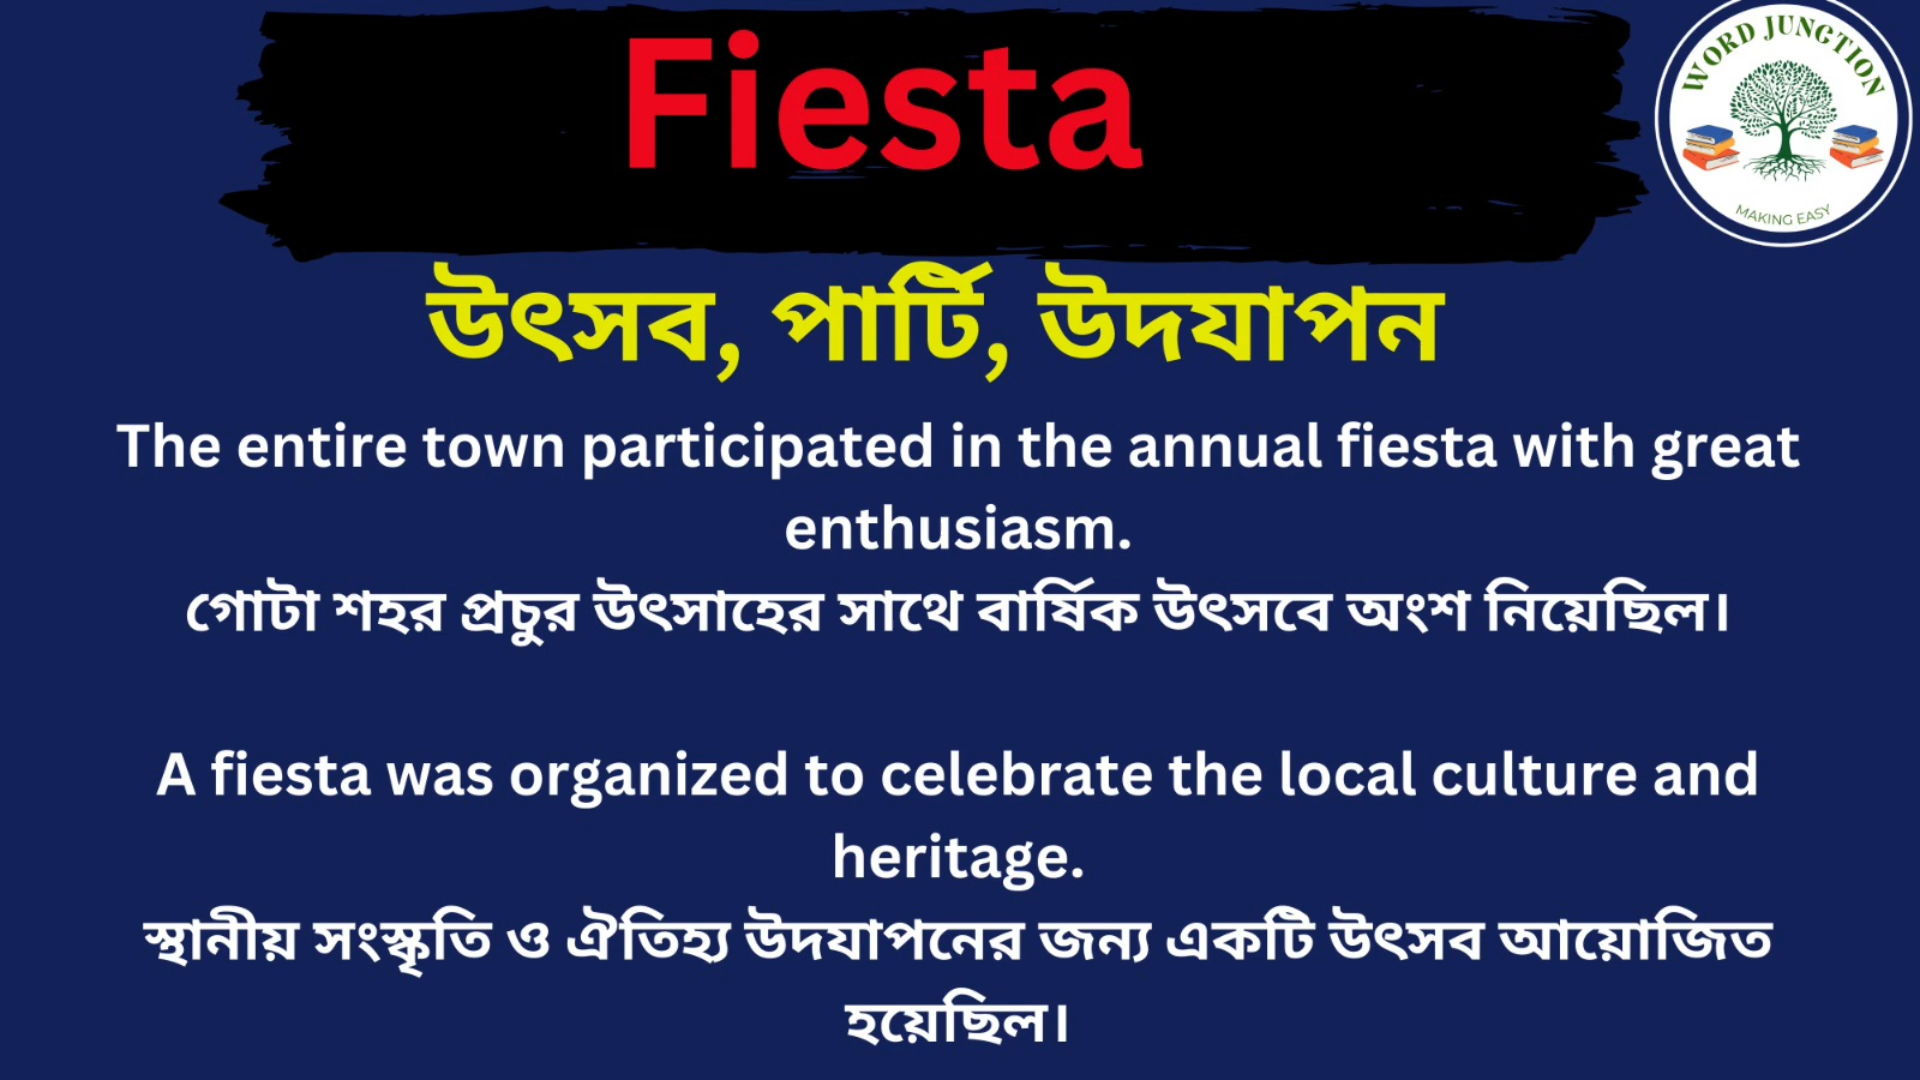 Fiesta
WORD JUNCTION
MAKING EASY
উৎসব, পার্টি, উদযাপন
The entire town participated in the annual fiesta with great
enthusiasm.
গোটা শহর প্রচুর উৎসাহের সাথে বার্ষিক উৎসবে অংশ নিয়েছিল।
A fiesta was organized to celebrate the local culture and
heritage.
স্থানীয় সংস্কৃতি ও ঐতিহ্য উদযাপনের জন্য একটি উৎসব আয়োজিত
হয়েছিল।